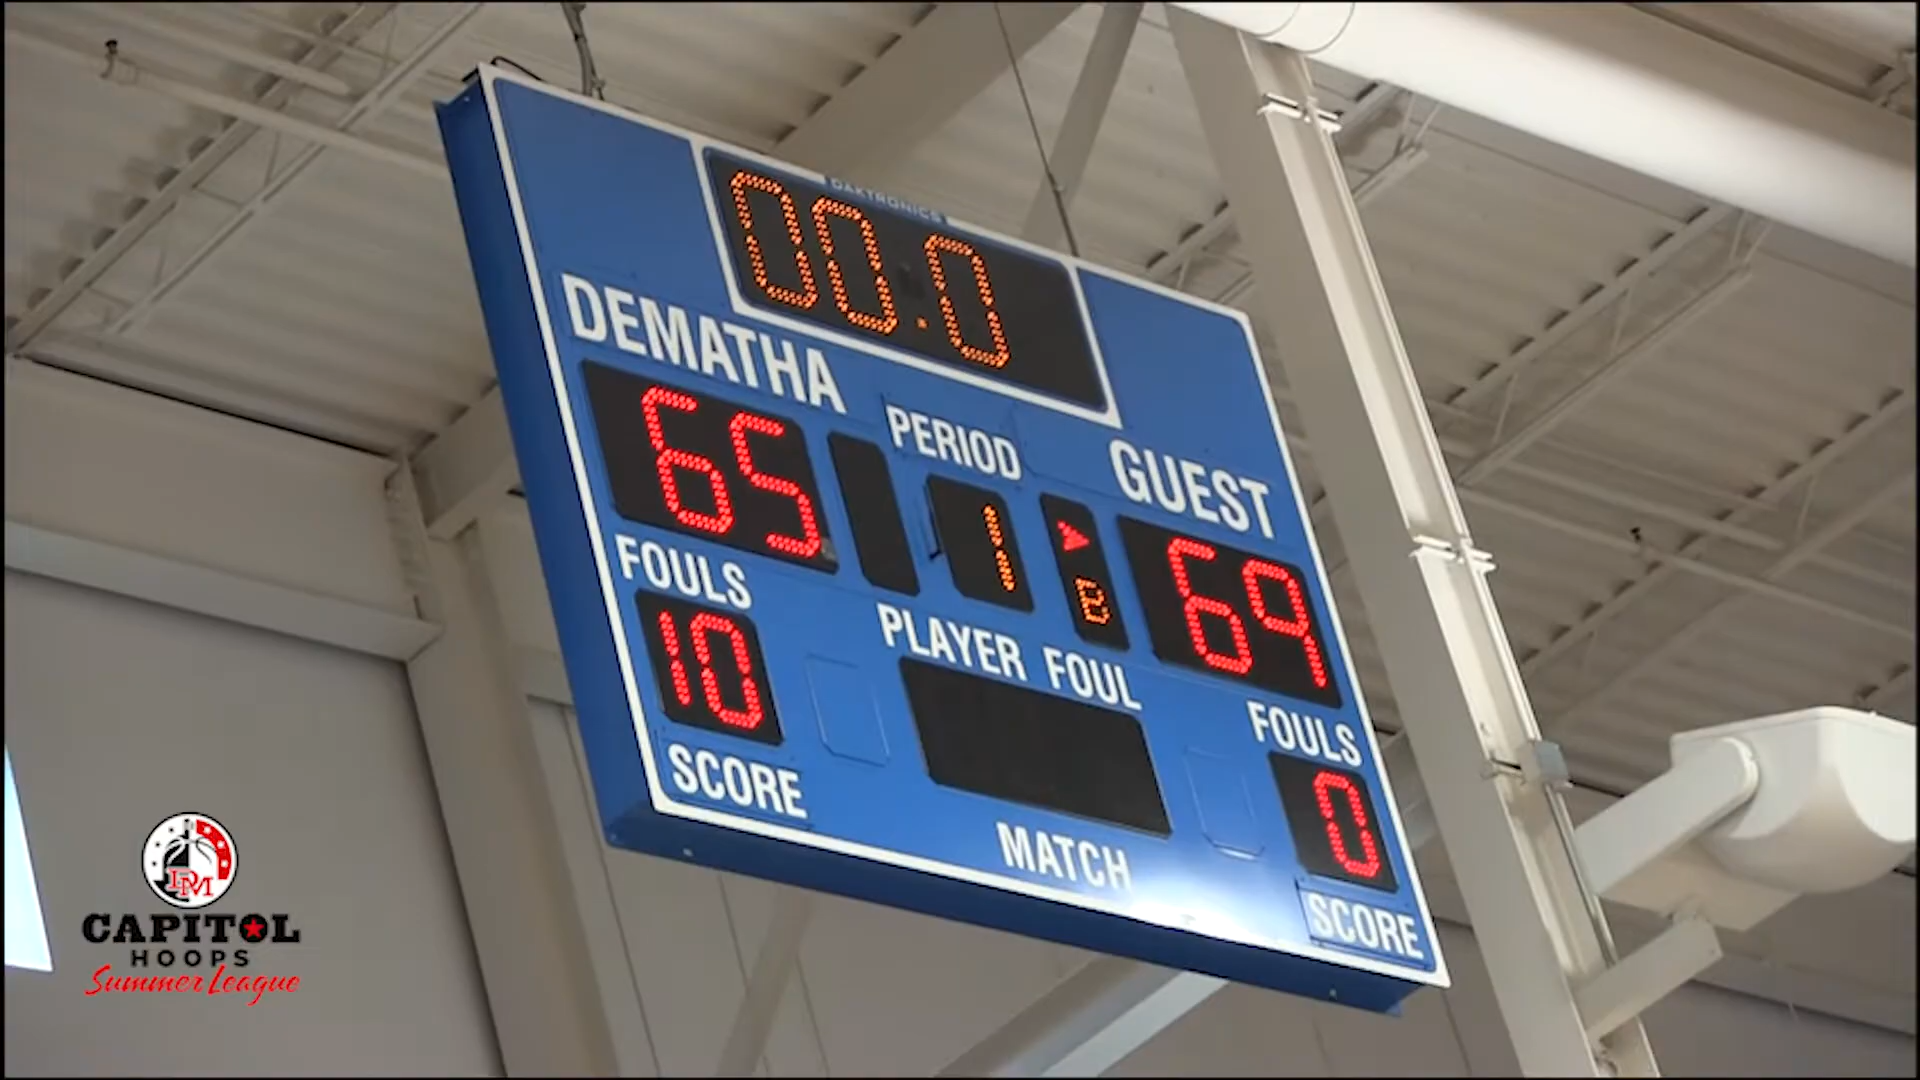 DAKTRONICS
00.0
DEMATHA
PERIOD
GUEST
65
1
69
B
FOULS
PLAYER FOUL
FOULS
10
0
SCORE
MATCH
SCORE
DM
CAPITOL
HOOPS
Summer League